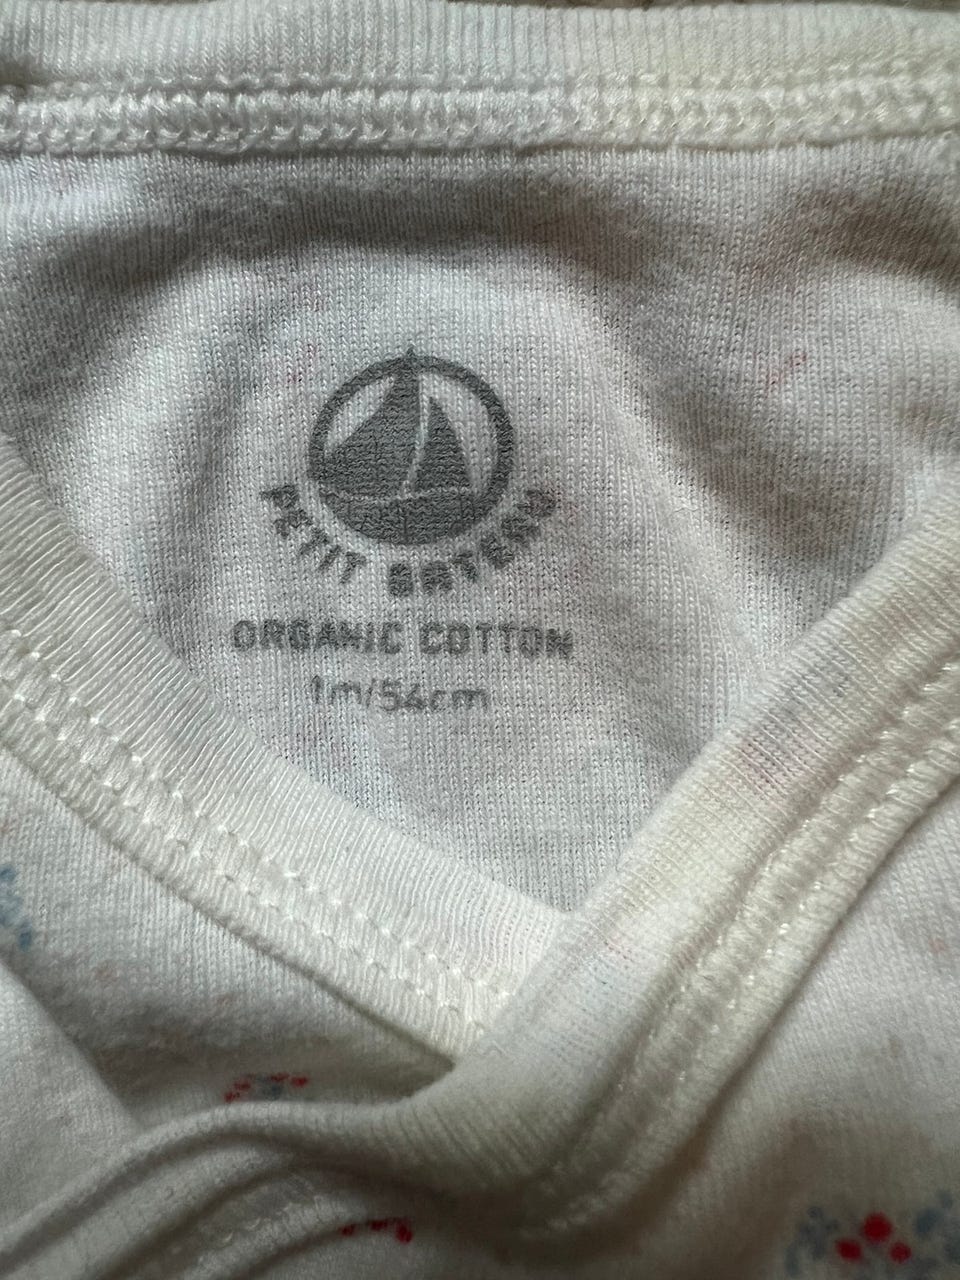 PETIT BATEAU
ORGANIC COTTON
1m/54cm